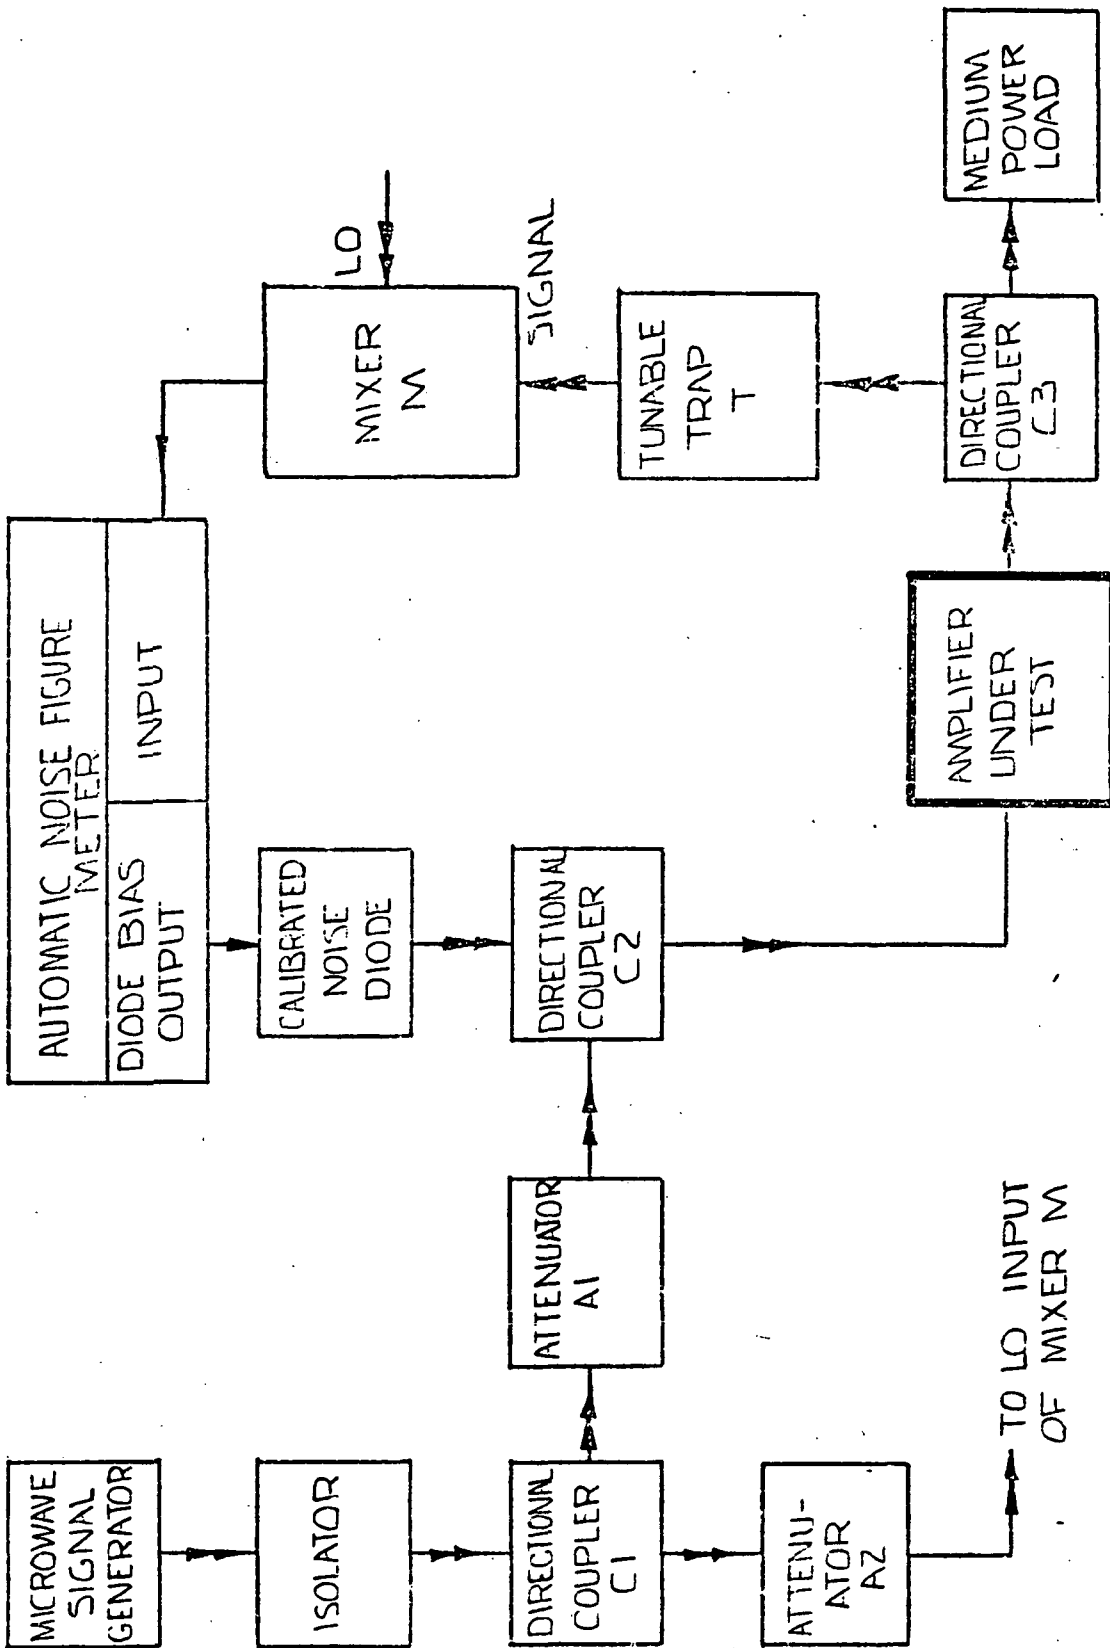 MICROWAVE
SIGNAL
GENERATOR
ISOLATOR
DIRECTIONAL
COUPLER
C1
ATTENU-
ATOR
A2
TO LO INPUT
OF MIXER M
ATTENUATOR
A1
AUTOMATIC NOISE FIGURE
METER
DIODE BIAS
OUTPUT
INPUT
CALIBRATED
NOISE
DIODE
DIRECTIONAL
COUPLER
C2
AMPLIFIER
UNDER
TEST
MIXER
M
LO
SIGNAL
TUNABLE
TRAP
T
DIRECTIONAL
COUPLER
C3
MEDIUM
POWER
LOAD